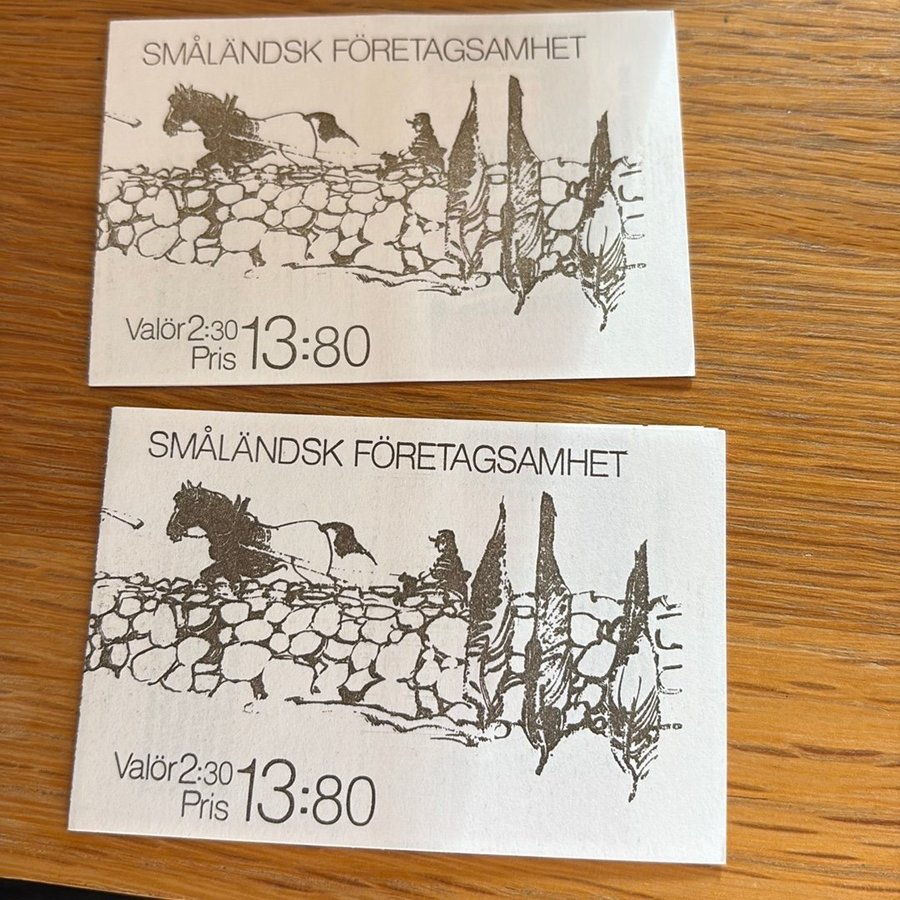 SMÅLÄNDSK FÖRETAGSAMHET
Valör 2:30
Pris 13:80
SMÅLÄNDSK FÖRETAGSAMHET
Valör 2:30
Pris 13:80